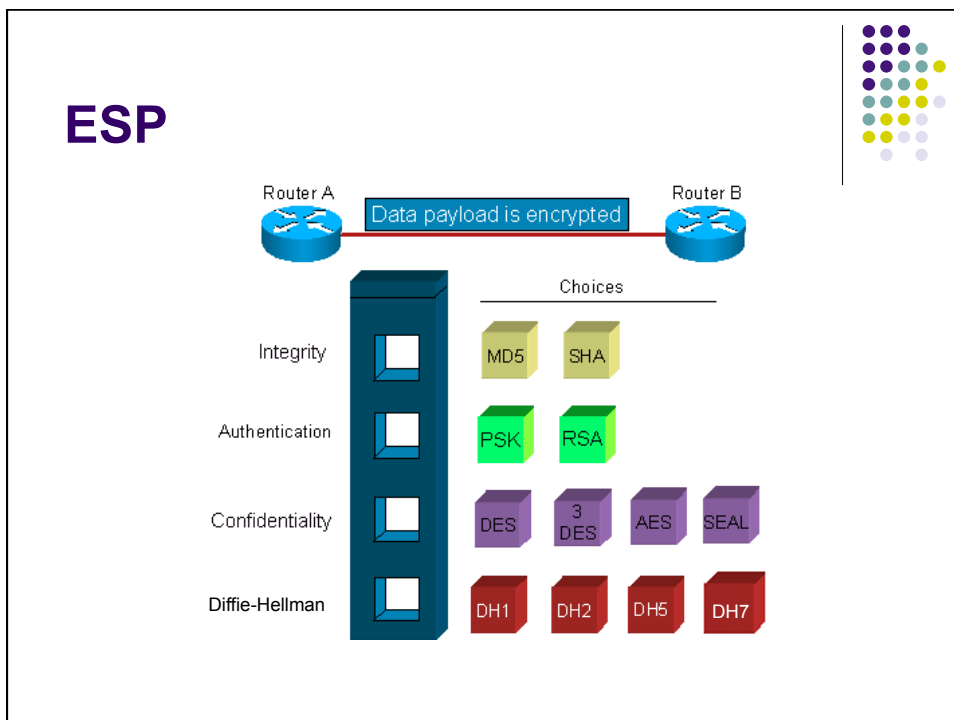 ESP
Router A
Router B
Data payload is encrypted
Choices
Integrity
MD5
SHA
Authentication
PSK
RSA
Confidentiality
DES
3
DES
AES
SEAL
Diffie-Hellman
DH1
DH2
DH5
DH7